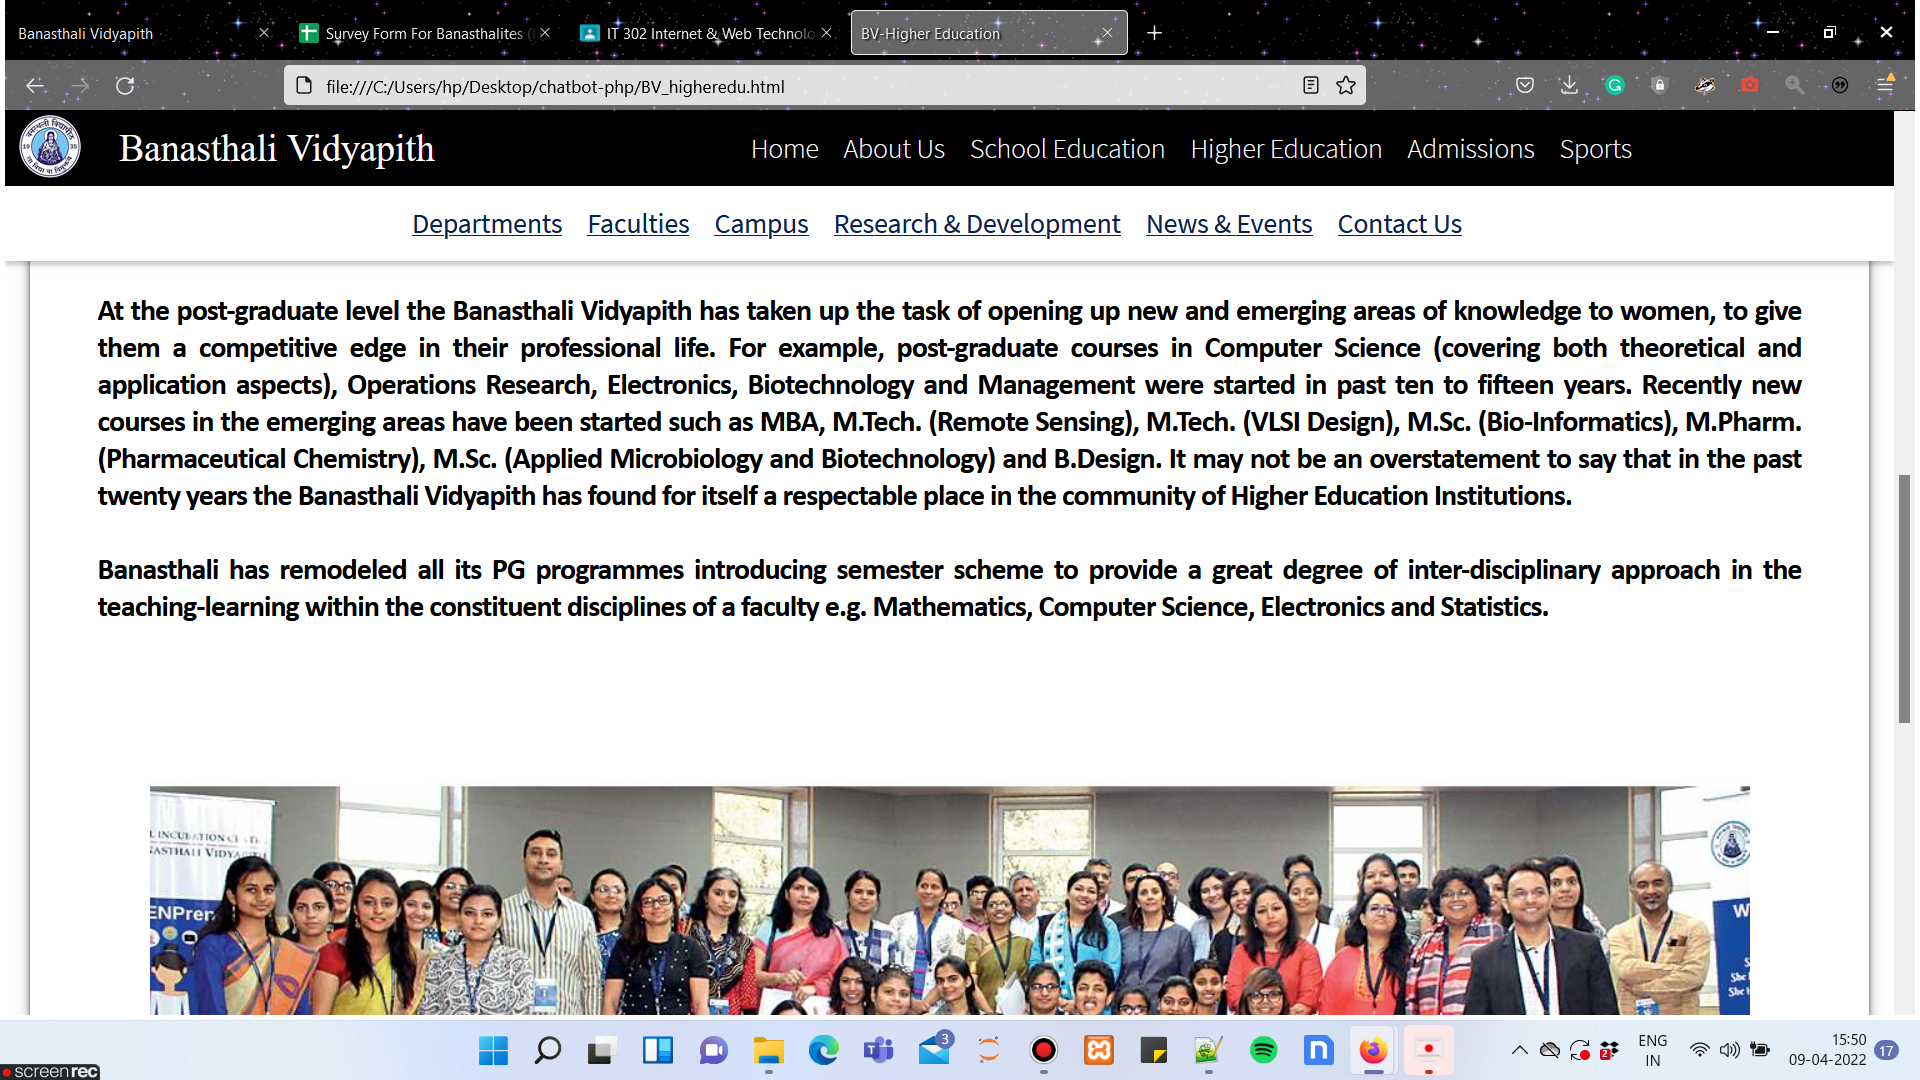 Banasthali Vidyapith
Survey Form For Banasthalites
IT 302 Internet & Web Technolo
BV-Higher Education
file:///C:/Users/hp/Desktop/chatbot-php/BV_higheredu.html
Banasthali Vidyapith
Home About Us School Education Higher Education Admissions Sports
Departments Faculties Campus Research & Development News & Events Contact Us
At the post-graduate level the Banasthali Vidyapith has taken up the task of opening up new and emerging areas of knowledge to women, to give
them a competitive edge in their professional life. For example, post-graduate courses in Computer Science (covering both theoretical and
application aspects), Operations Research, Electronics, Biotechnology and Management were started in past ten to fifteen years. Recently new
courses in the emerging areas have been started such as MBA, M.Tech. (Remote Sensing), M.Tech. (VLSI Design), M.Sc. (Bio-Informatics), M.Pharm.
(Pharmaceutical Chemistry), M.Sc. (Applied Microbiology and Biotechnology) and B.Design. It may not be an overstatement to say that in the past
twenty years the Banasthali Vidyapith has found for itself a respectable place in the community of Higher Education Institutions.
Banasthali has remodeled all its PG programmes introducing semester scheme to provide a great degree of inter-disciplinary approach in the
teaching-learning within the constituent disciplines of a faculty e.g. Mathematics, Computer Science, Electronics and Statistics.
ENPren
W
She
She
3
2
ENG
IN
15:50
09-04-2022
17
screenrec